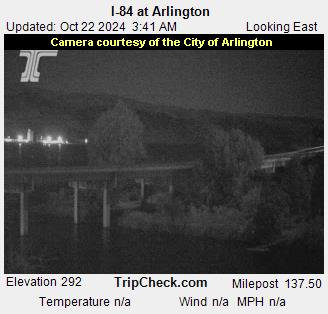 I-84 at Arlington
Updated: Oct 22 2024 3:41 AM Looking East
Camera courtesy of the City of Arlington
Elevation 292 TripCheck.com Milepost 137.50
Temperature n/a Wind n/a MPH n/a